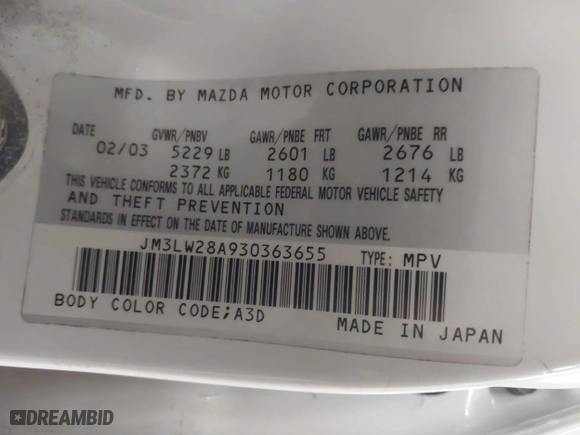 MFD. BY MAZDA MOTOR CORPORATION
DATE GVWR/PNBV GAWR/PNBE FRT GAWR/PNBE RR
02/03 5229 LB 2601 LB 2676 LB
2372 KG 1180 KG 1214 KG
THIS VEHICLE CONFORMS TO ALL APPLICABLE FEDERAL MOTOR VEHICLE SAFETY
AND THEFT PREVENTION
STANDARDS IN EFFECT ON THE DATE OF MANUFACTURE SHOWN ABOVE.
JM3LW28A930363655 TYPE: MPV
BODY COLOR CODE;A3D
MADE IN JAPAN
DREAMBID